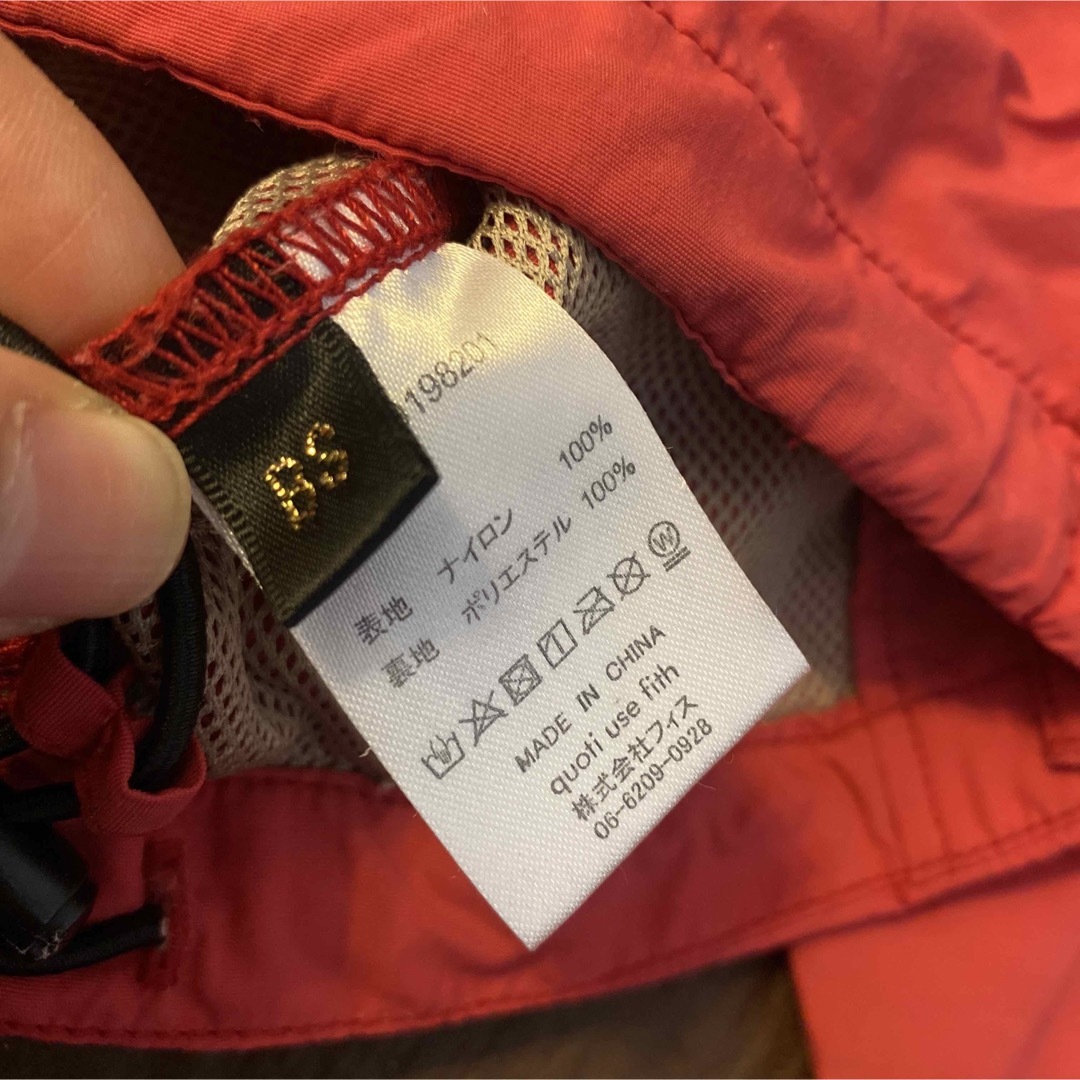 BS
198201
表地 ナイロン 100%
裏地 ポリエステル 100%
MADE IN CHINA
quoti use fith
株式会社フィス
06-6209-0928